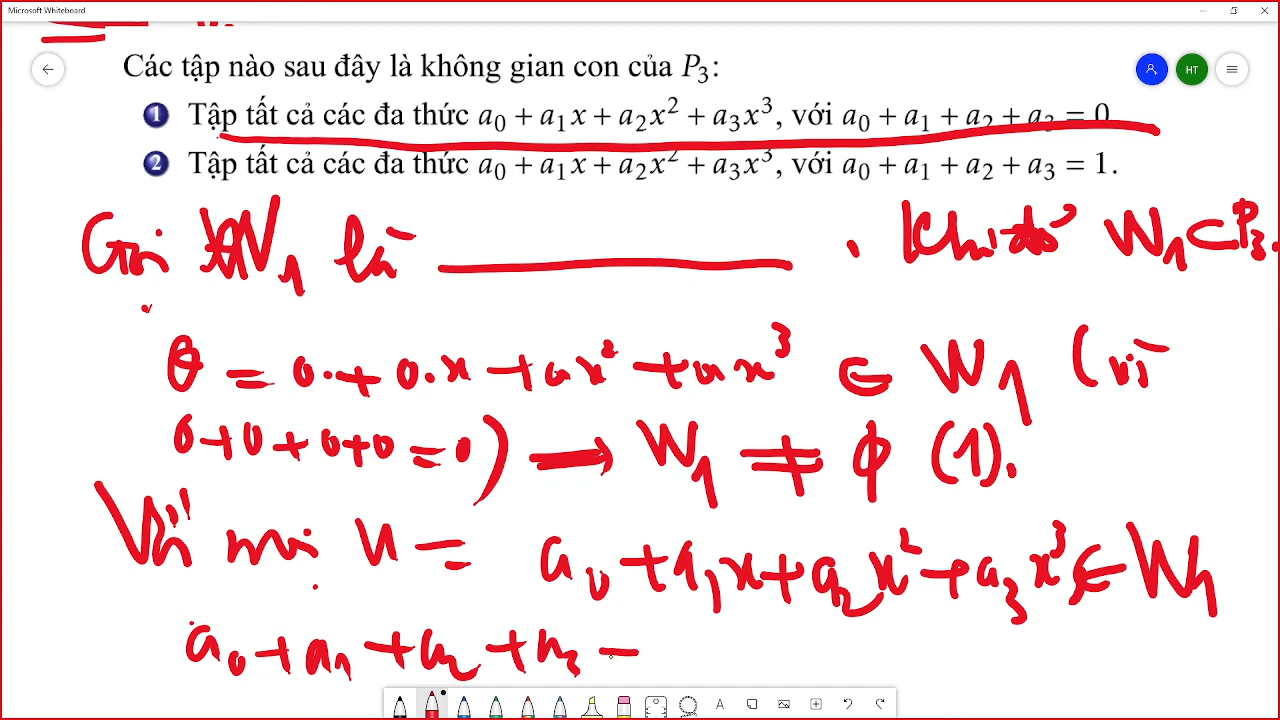 Microsoft Whiteboard
HT
Các tập nào sau đây là không gian con của P₃:
1 Tập tất cả các đa thức a₀ + a₁x + a₂x² + a₃x³, với a₀ + a₁ + a₂ + a₃ = 0
2 Tập tất cả các đa thức a₀ + a₁x + a₂x² + a₃x³, với a₀ + a₁ + a₂ + a₃ = 1.
Gọi W₁ là . Khi đó W₁ ⊂ P₃.
θ = 0. + 0.x + 0x² + 0x³ ∈ W₁ (vì
0+0+0+0=0) → W₁ ≠ ϕ (1).
Với mọi u = a₀ + a₁x + a₂x² + a₃x³ ∈ W₁
a₀ + a₁ + a₂ + a₃ =
A